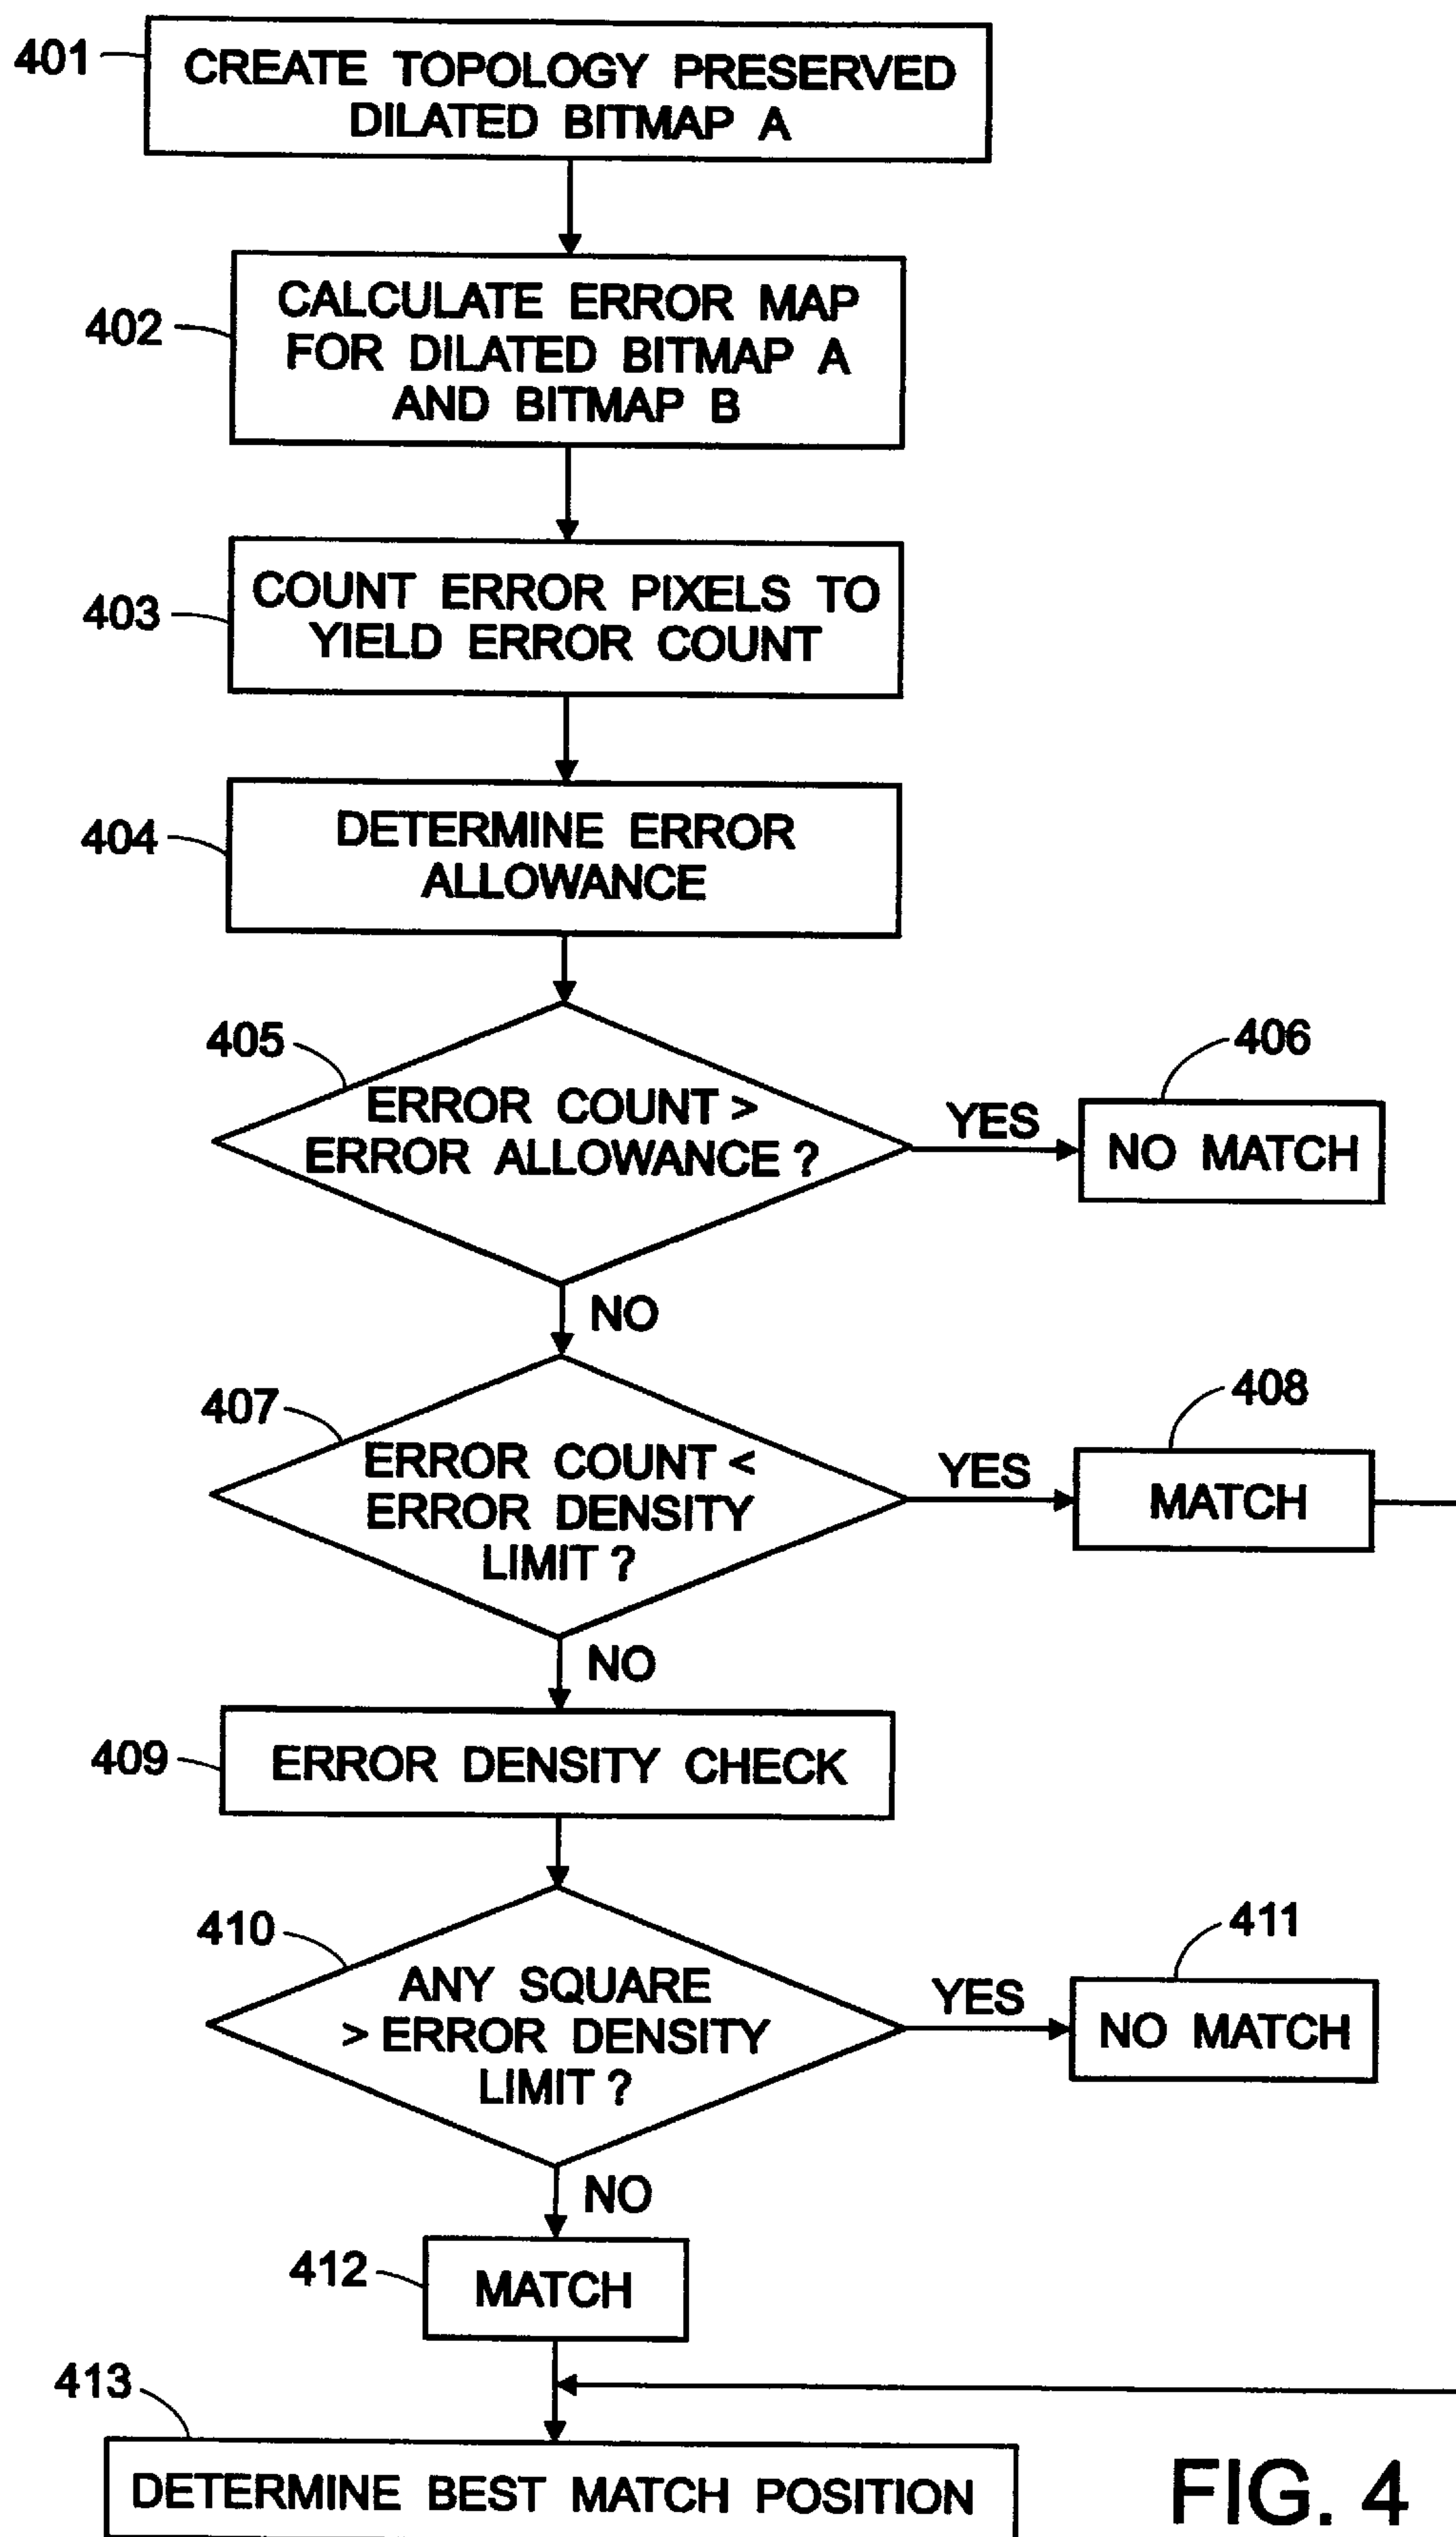 401
CREATE TOPOLOGY PRESERVED
DILATED BITMAP A
402
CALCULATE ERROR MAP
FOR DILATED BITMAP A
AND BITMAP B
403
COUNT ERROR PIXELS TO
YIELD ERROR COUNT
404
DETERMINE ERROR
ALLOWANCE
405
ERROR COUNT >
ERROR ALLOWANCE ?
YES
406
NO MATCH
NO
407
ERROR COUNT <
ERROR DENSITY
LIMIT ?
YES
408
MATCH
NO
409
ERROR DENSITY CHECK
410
ANY SQUARE
> ERROR DENSITY
LIMIT ?
YES
411
NO MATCH
NO
412
MATCH
413
DETERMINE BEST MATCH POSITION
FIG. 4